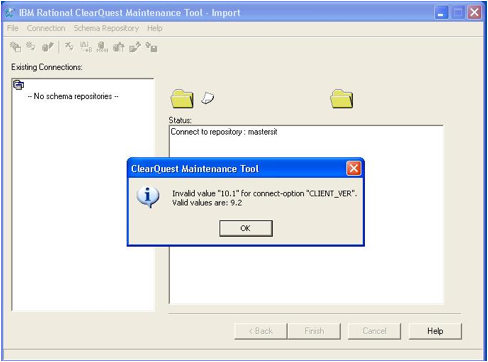 IBM Rational ClearQuest Maintenance Tool - Import
File Connection Schema Repository Help
Existing Connections:
-- No schema repositories --
Status:
Connect to repository : mastersit
ClearQuest Maintenance Tool
Invalid value "10.1" for connect-option "CLIENT_VER".
Valid values are: 9.2
OK
< Back Finish Cancel Help